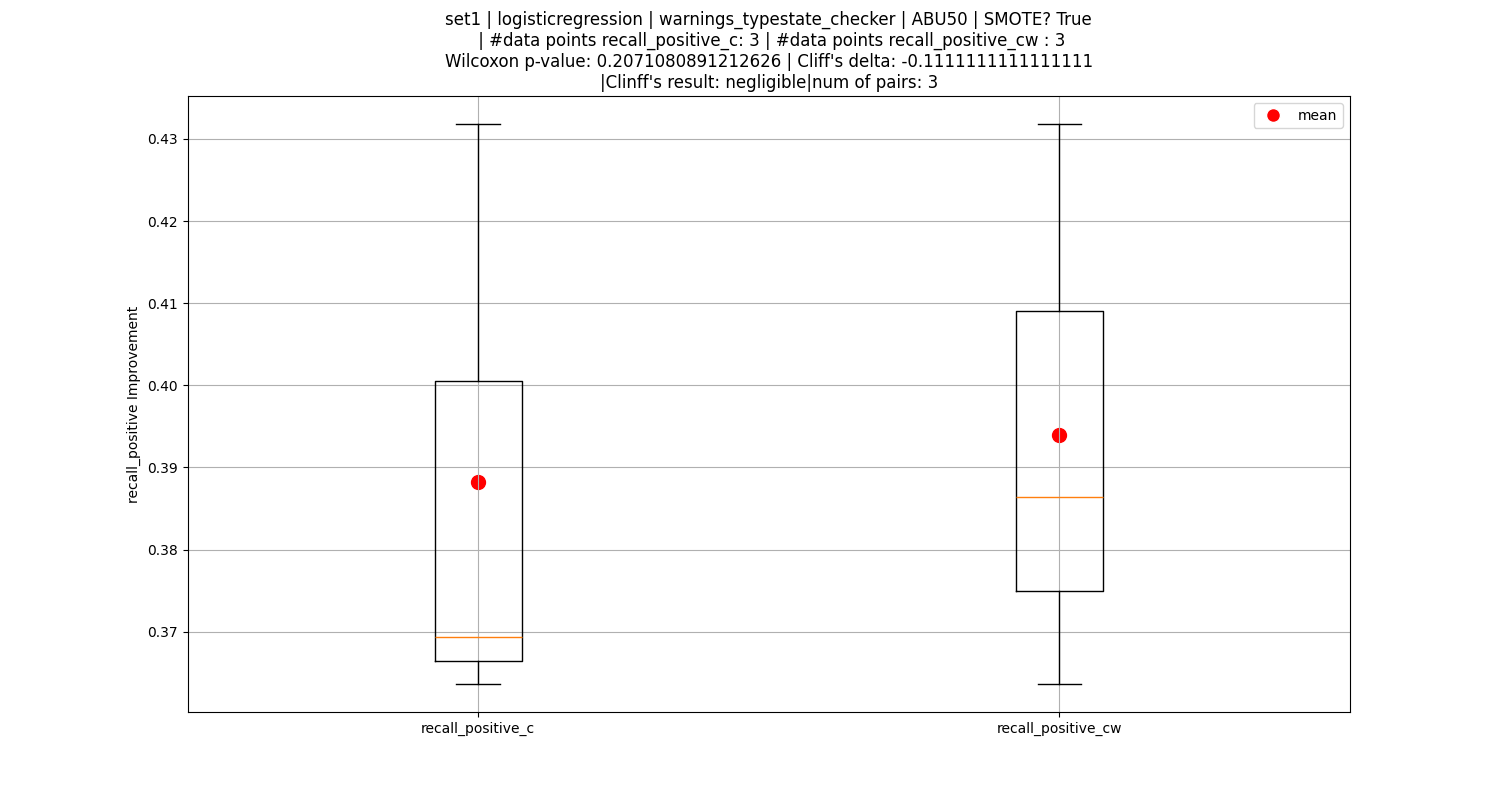 set1 | logisticregression | warnings_typestate_checker | ABU50 | SMOTE? True
| #data points recall_positive_c: 3 | #data points recall_positive_cw : 3
Wilcoxon p-value: 0.2071080891212626 | Cliff's delta: -0.1111111111111111
|Clinff's result: negligible|num of pairs: 3
mean
recall_positive Improvement
0.43
0.42
0.41
0.40
0.39
0.38
0.37
recall_positive_c
recall_positive_cw